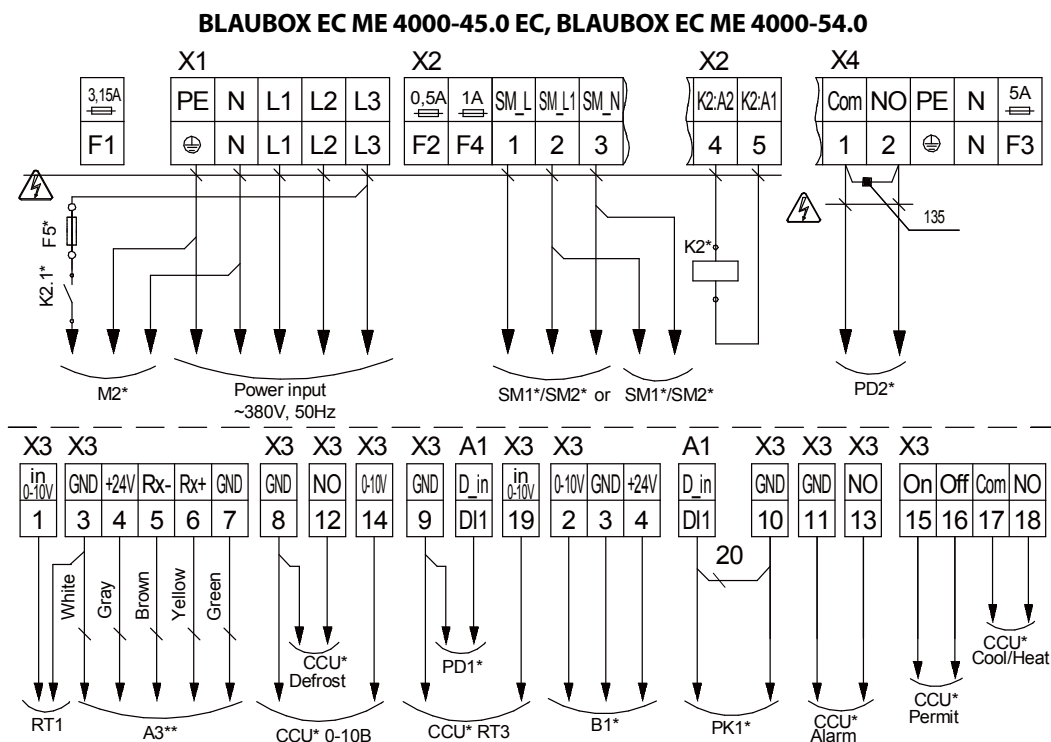 BLAUBOX EC ME 4000-45.0 EC, BLAUBOX EC ME 4000-54.0
X1 X2 X2 X4
3,15A PE N L1 L2 L3 0,5A 1A SM_L SM_L1 SM_N K2:A2 K2:A1 Com NO PE N 5A
F1 N L1 L2 L3 F2 F4 1 2 3 4 5 1 2 N F3
135
F5*
K2.1*
K2*
M2*
Power input
~380V, 50Hz
SM1*/SM2* or SM1*/SM2*
PD2*
X3 X3 X3 X3 X3 X3 A1 X3 X3 A1 X3 X3 X3 X3
in 0-10V GND +24V Rx- Rx+ GND GND NO 0-10V GND D_in in 0-10V 0-10V GND +24V D_in GND GND NO On Off Com NO
1 3 4 5 6 7 8 12 14 9 DI1 19 2 3 4 DI1 10 11 13 15 16 17 18
20
White
Gray
Brown
Yellow
Green
CCU*
Defrost
PD1*
CCU*
Cool/Heat
RT1
A3**
CCU* 0-10B
CCU* RT3
B1*
PK1*
CCU*
Alarm
CCU*
Permit